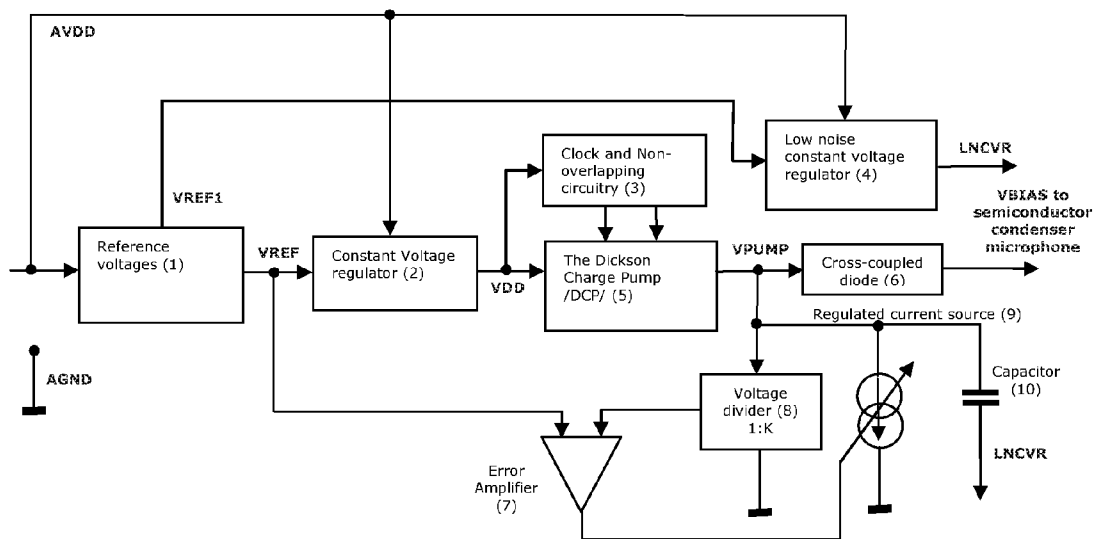 AVDD
Low noise
constant voltage
regulator (4)
LNCVR
Clock and Non-
overlapping
circuitry (3)
VREF1
VBIAS to
semiconductor
condenser
microphone
Reference
voltages (1)
VREF
Constant Voltage
regulator (2)
VDD
The Dickson
Charge Pump
/DCP/ (5)
VPUMP
Cross-coupled
diode (6)
Regulated current source (9)
AGND
Voltage
divider (8)
1:K
Capacitor
(10)
LNCVR
Error
Amplifier
(7)